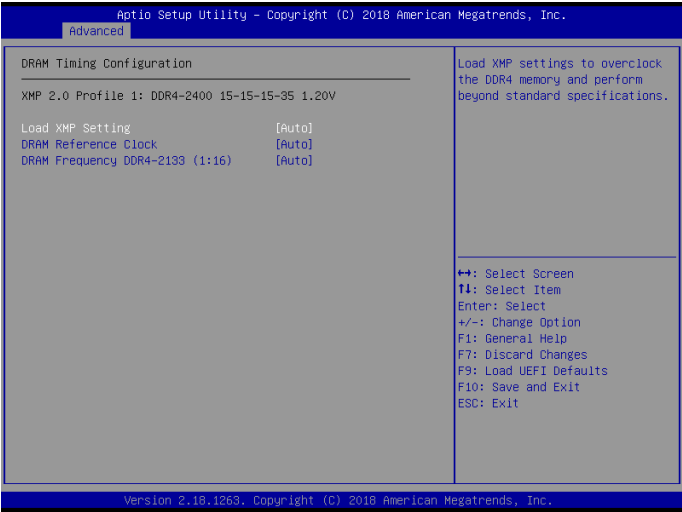 Aptio Setup Utility – Copyright (C) 2018 American Megatrends, Inc.
Advanced
DRAM Timing Configuration
XMP 2.0 Profile 1: DDR4-2400 15-15-15-35 1.20V
Load XMP Setting [Auto]
DRAM Reference Clock [Auto]
DRAM Frequency DDR4-2133 (1:16) [Auto]
Load XMP settings to overclock
the DDR4 memory and perform
beyond standard specifications.
↔: Select Screen
↑↓: Select Item
Enter: Select
+/-: Change Option
F1: General Help
F7: Discard Changes
F9: Load UEFI Defaults
F10: Save and Exit
ESC: Exit
Version 2.18.1263. Copyright (C) 2018 American Megatrends, Inc.